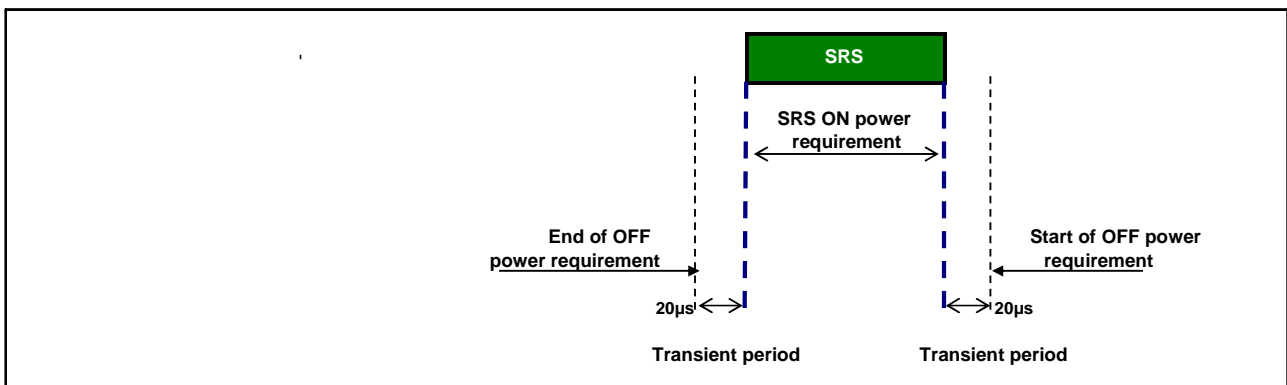 SRS
SRS ON power
requirement
End of OFF
power requirement
Start of OFF power
requirement
20µs
20µs
Transient period
Transient period